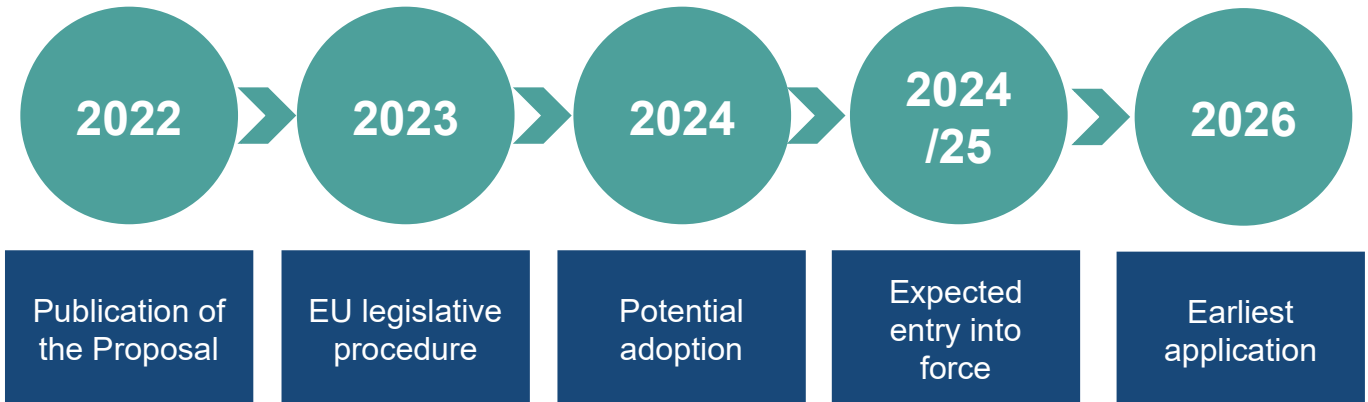 2022
2023
2024
2024
/25
2026
Publication of
the Proposal
EU legislative
procedure
Potential
adoption
Expected
entry into
force
Earliest
application